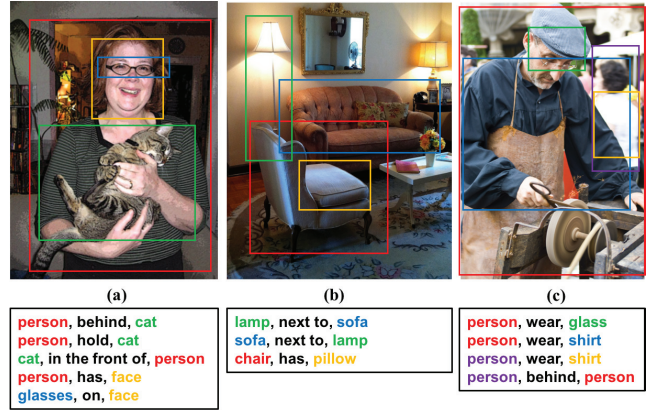 (a)
person, behind, cat
person, hold, cat
cat, in the front of, person
person, has, face
glasses, on, face
(b)
lamp, next to, sofa
sofa, next to, lamp
chair, has, pillow
(c)
person, wear, glass
person, wear, shirt
person, wear, shirt
person, behind, person